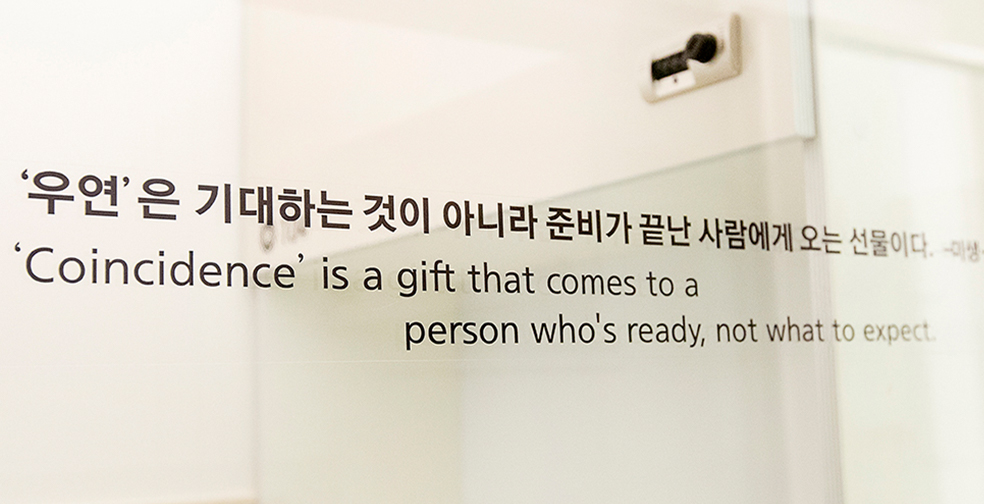 ‘우연’은 기대하는 것이 아니라 준비가 끝난 사람에게 오는 선물이다. -미생-
‘Coincidence’ is a gift that comes to a
person who's ready, not what to expect.